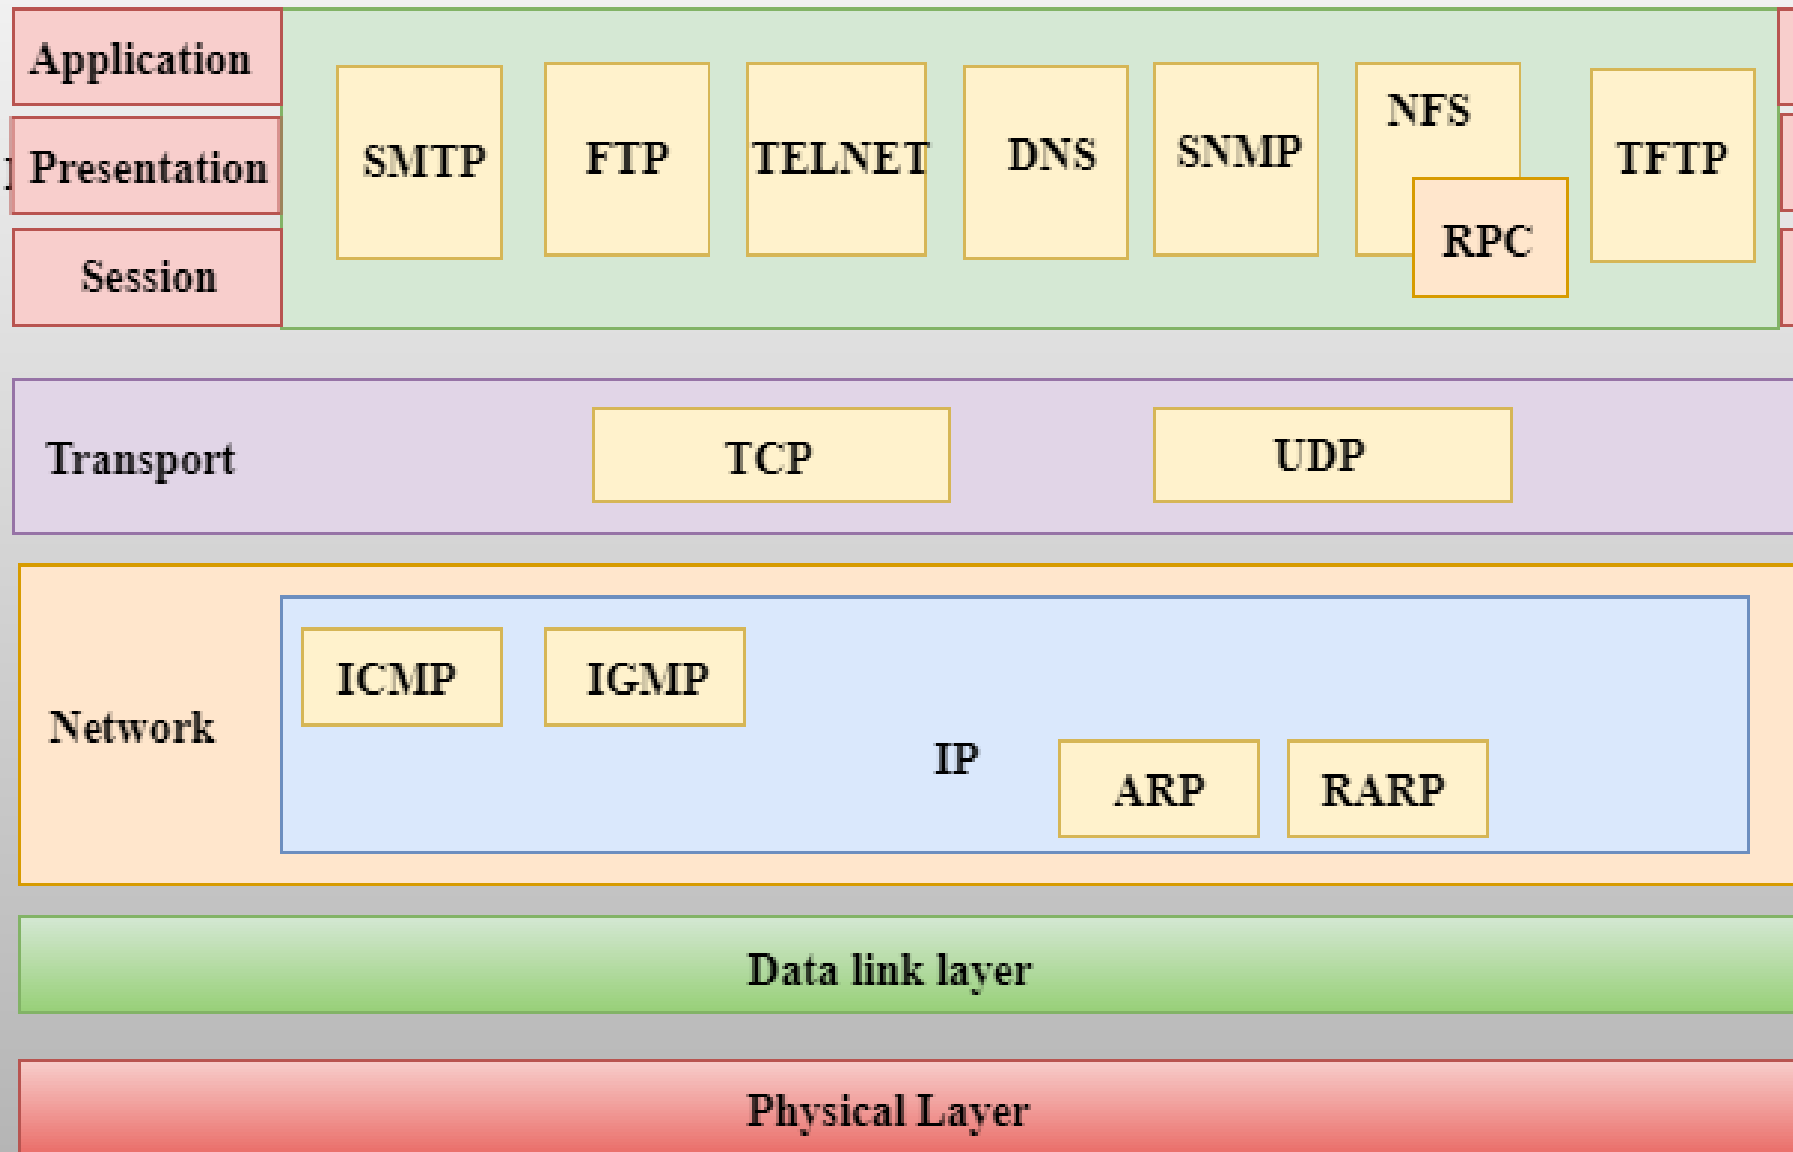 Application
Presentation
Session
SMTP
FTP
TELNET
DNS
SNMP
NFS
RPC
TFTP
Transport
TCP
UDP
Network
ICMP
IGMP
IP
ARP
RARP
Data link layer
Physical Layer